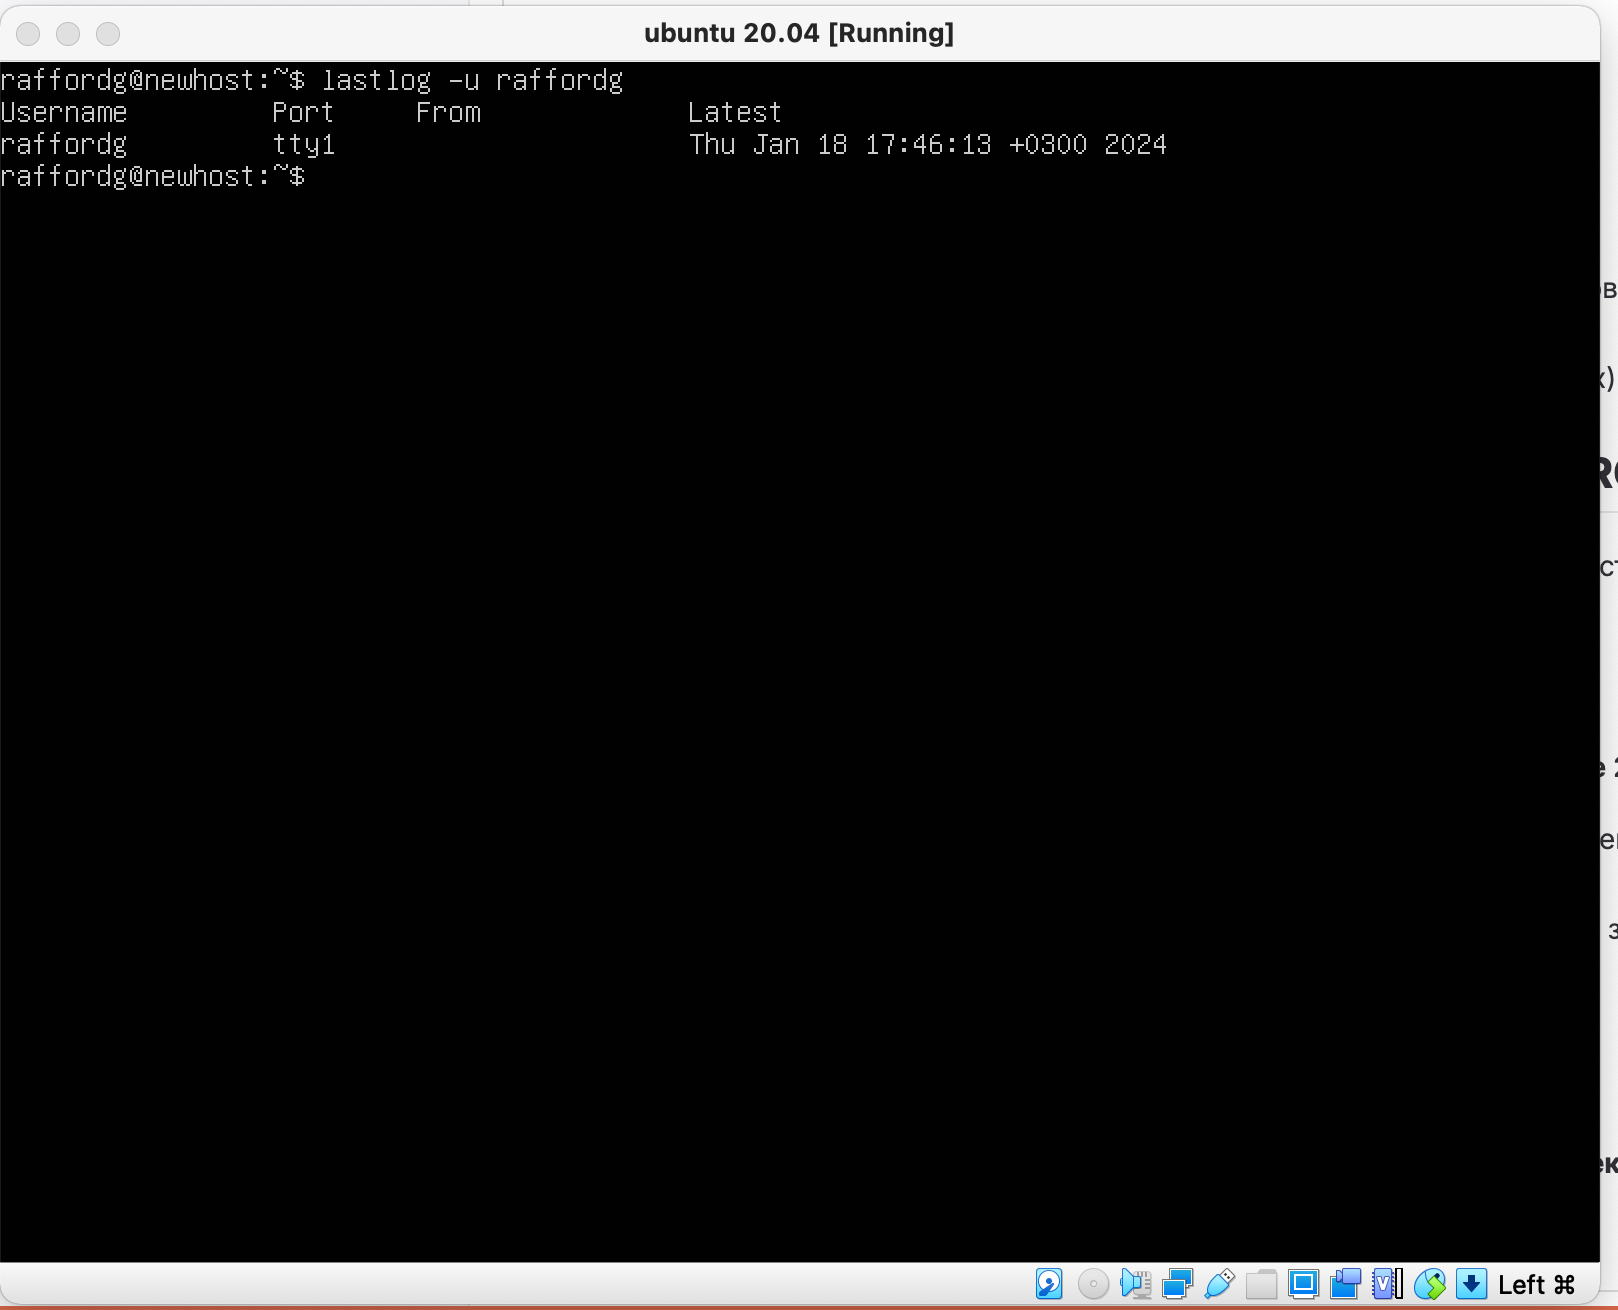 ubuntu 20.04 [Running]
raffordg@newhost:~$ lastlog -u raffordg
Username Port From Latest
raffordg tty1 Thu Jan 18 17:46:13 +0300 2024
raffordg@newhost:~$
Left ⌘